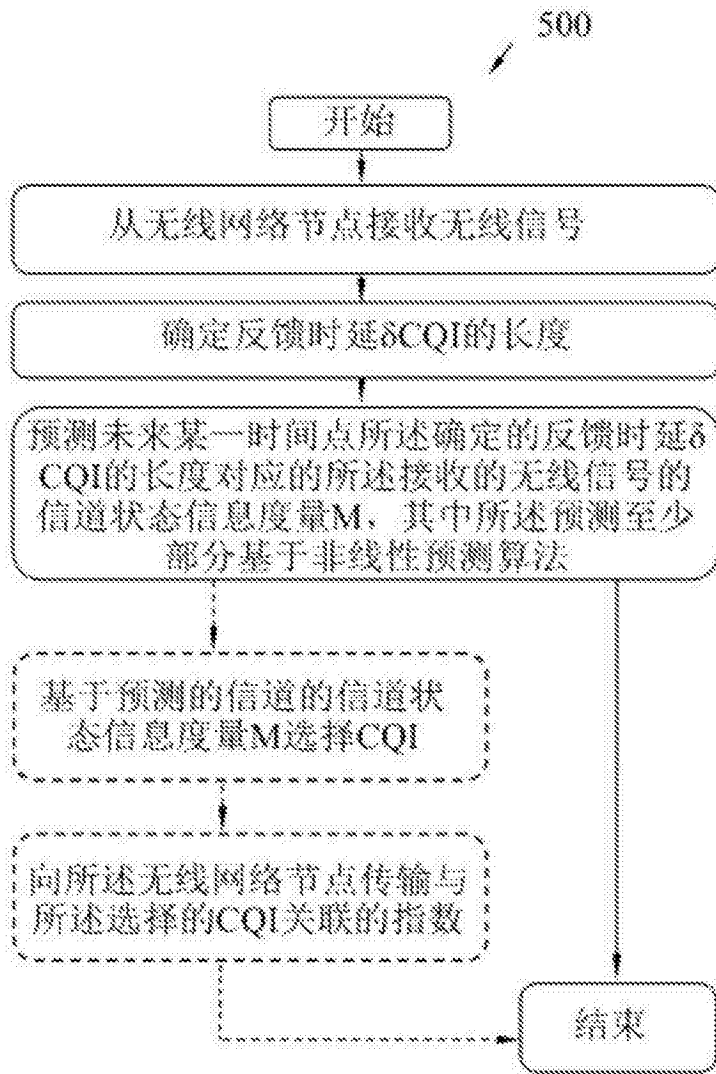 500
开始
从无线网络节点接收无线信号
确定反馈时延δCQI的长度
预测未来某一时间点所述确定的反馈时延δ
CQI的长度对应的所述接收的无线信号的
信道状态信息度量M，其中所述预测至少
部分基于非线性预测算法
基于预测的信道的信道状
态信息度量M选择CQI
向所述无线网络节点传输与
所述选择的CQI关联的指数
结束